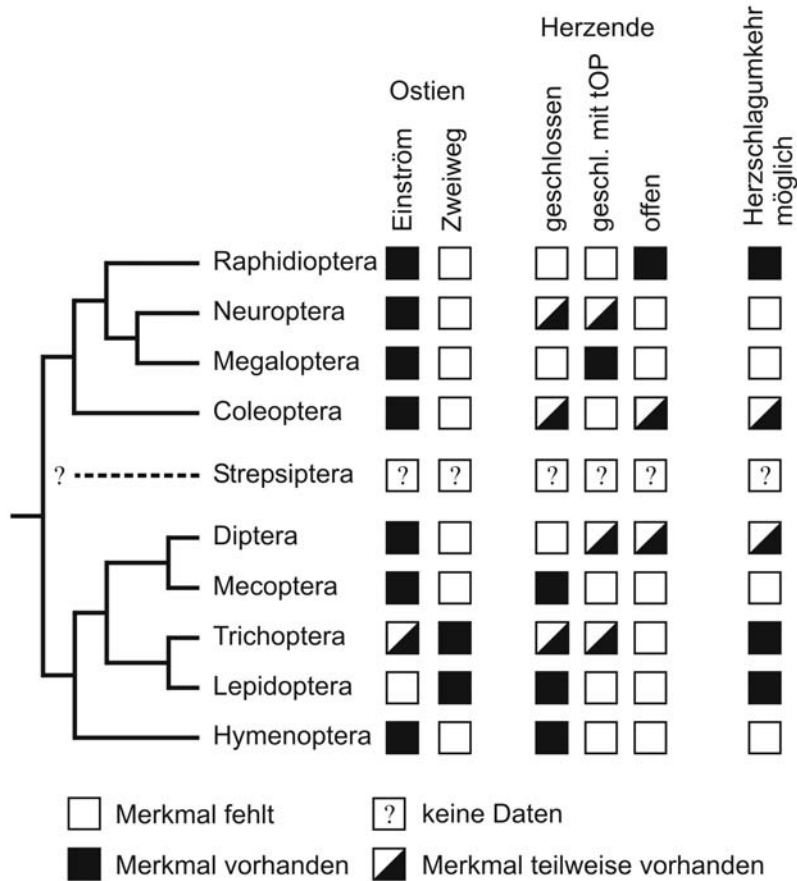 Herzende
Ostien
Einström
Zweiweg
geschlossen
geschl. mit tOP
offen
Herzschlagumkehr
möglich
Raphidioptera
Neuroptera
Megaloptera
Coleoptera
? Strepsiptera ? ? ? ? ? ?
Diptera
Mecoptera
Trichoptera
Lepidoptera
Hymenoptera
Merkmal fehlt ? keine Daten
Merkmal vorhanden Merkmal teilweise vorhanden